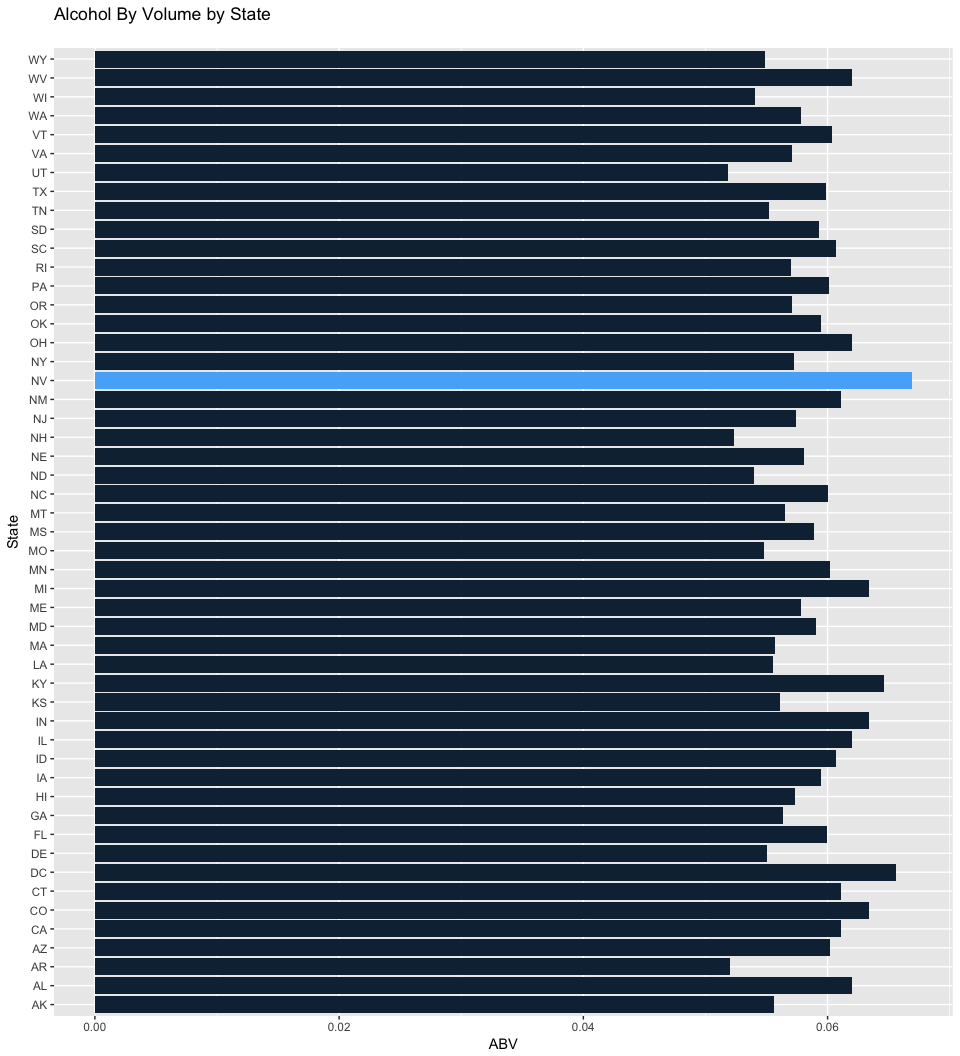 Alcohol By Volume by State
WY
WV
WI
WA
VT
VA
UT
TX
TN
SD
SC
RI
PA
OR
OK
OH
NY
NV
NM
NJ
NH
NE
ND
NC
MT
MS
MO
MN
MI
ME
MD
MA
LA
KY
KS
IN
IL
ID
IA
HI
GA
FL
DE
DC
CT
CO
CA
AZ
AR
AL
AK
State
0.00 0.02 0.04 0.06
ABV